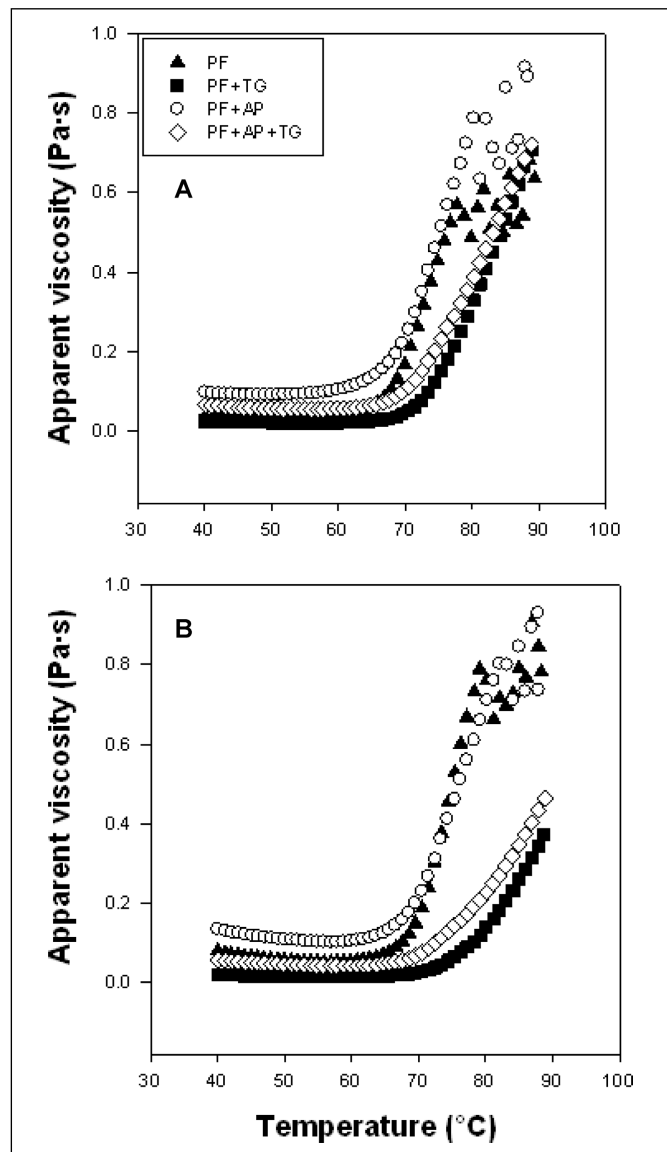 1.0
0.8
0.6
0.4
0.2
0.0
Apparent viscosity (Pa·s)
PF
PF+TG
PF+AP
PF+AP+TG
A
30 40 50 60 70 80 90 100
1.0
0.8
0.6
0.4
0.2
0.0
Apparent viscosity (Pa·s)
B
30 40 50 60 70 80 90 100
Temperature (°C)